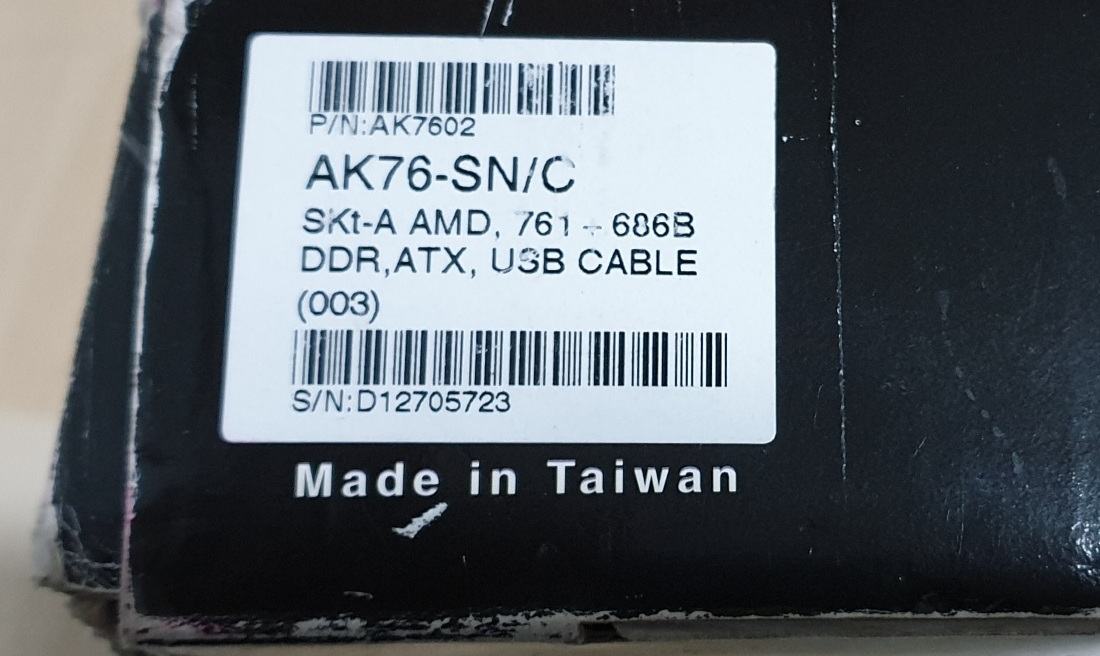 P/N:AK7602
AK76-SN/C
SKt-A AMD, 761+686B
DDR,ATX, USB CABLE
(003)
S/N:D12705723
Made in Taiwan